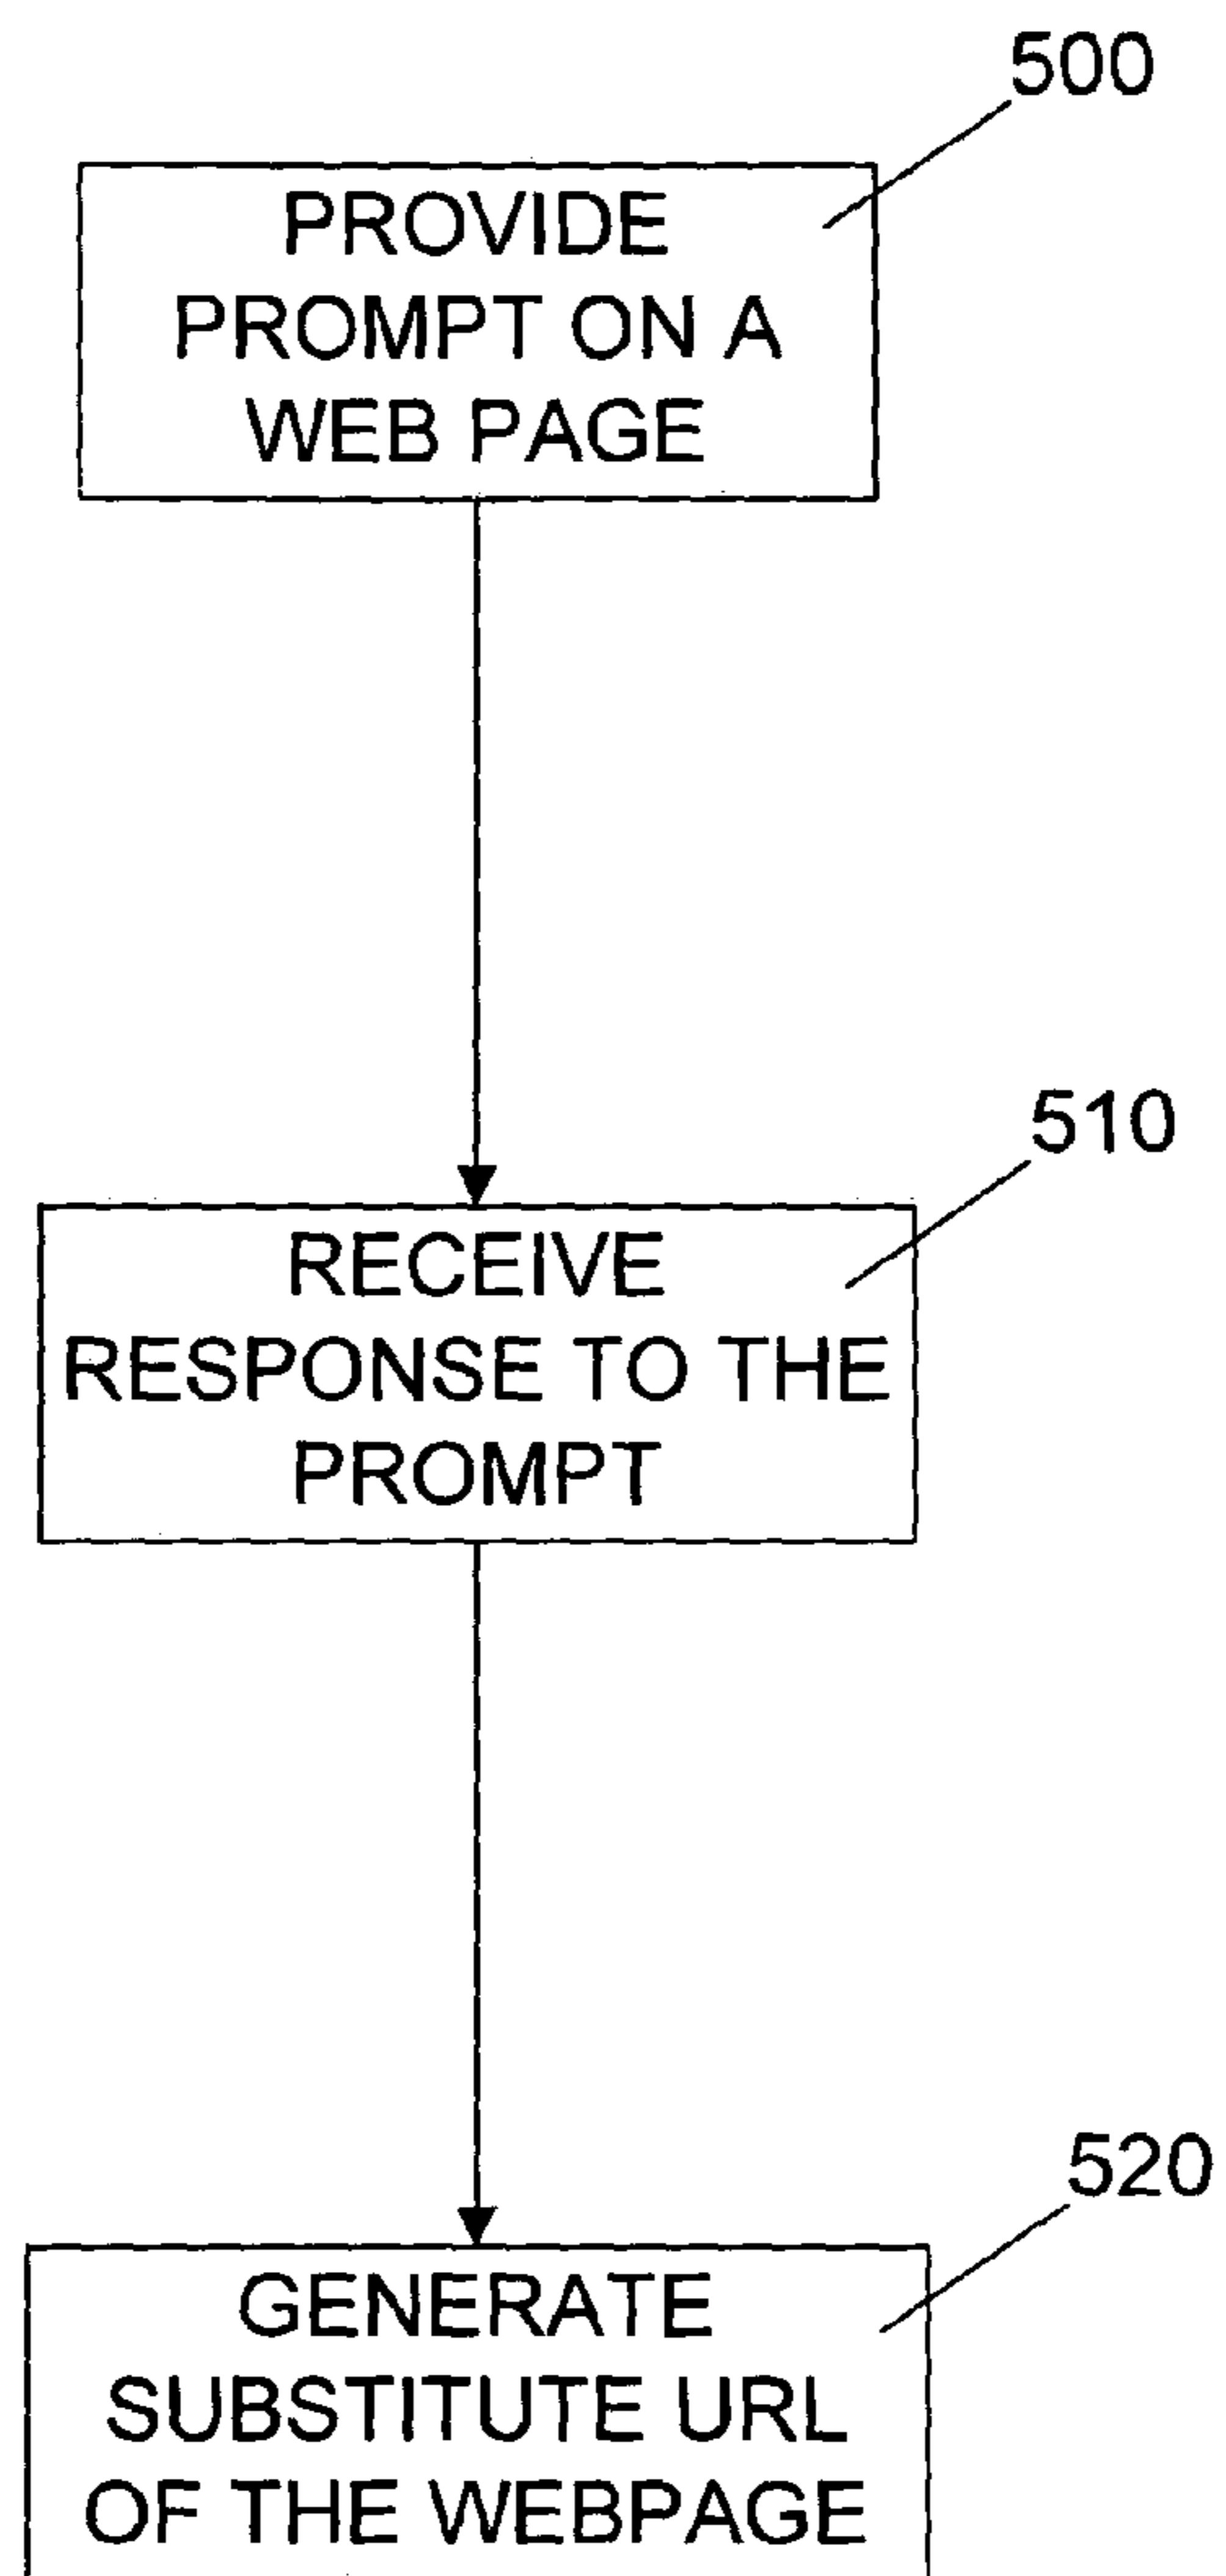 500
PROVIDE
PROMPT ON A
WEB PAGE
510
RECEIVE
RESPONSE TO THE
PROMPT
520
GENERATE
SUBSTITUTE URL
OF THE WEBPAGE